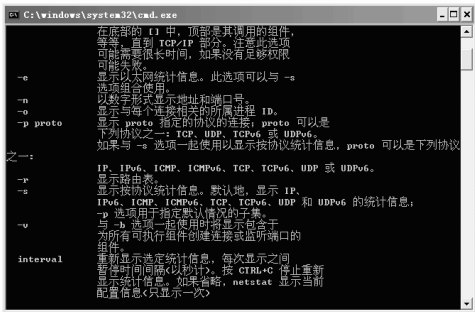 C:\windows\system32\cmd.exe
在底部的 [] 中，顶部是其调用的组件，
等等，直到 TCP/IP 部分。注意此选项
可能需要很长时间，如果没有足够权限
可能失败。
-e 显示以太网统计信息。此选项可以与 -s
选项组合使用。
-n 以数字形式显示地址和端口号。
-o 显示与每个连接相关的所属进程 ID。
-p proto 显示 proto 指定的协议的连接；proto 可以是
下列协议之一: TCP、UDP、TCPv6 或 UDPv6。
如果与 -s 选项一起使用以显示按协议统计信息，proto 可以是下列协议
之一:
IP、IPv6、ICMP、ICMPv6、TCP、TCPv6、UDP 或 UDPv6。
-r 显示路由表。
-s 显示按协议统计信息。默认地，显示 IP、
IPv6、ICMP、ICMPv6、TCP、TCPv6、UDP 和 UDPv6 的统计信息；
-p 选项用于指定默认情况的子集。
-v 与 -b 选项一起使用时将显示包含于
为所有可执行组件创建连接或监听端口的
组件。
interval 重新显示选定统计信息，每次显示之间
暂停时间间隔(以秒计)。按 CTRL+C 停止重新
显示统计信息。如果省略，netstat 显示当前
配置信息(只显示一次)